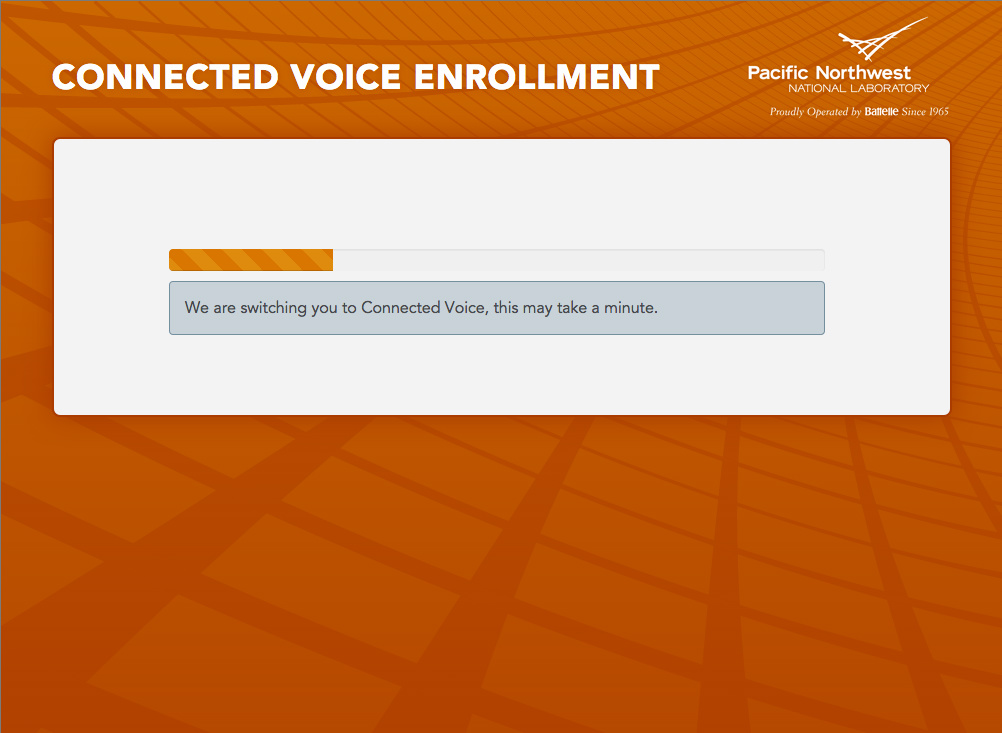 CONNECTED VOICE ENROLLMENT
Pacific Northwest
NATIONAL LABORATORY
Proudly Operated by Battelle Since 1965
We are switching you to Connected Voice, this may take a minute.